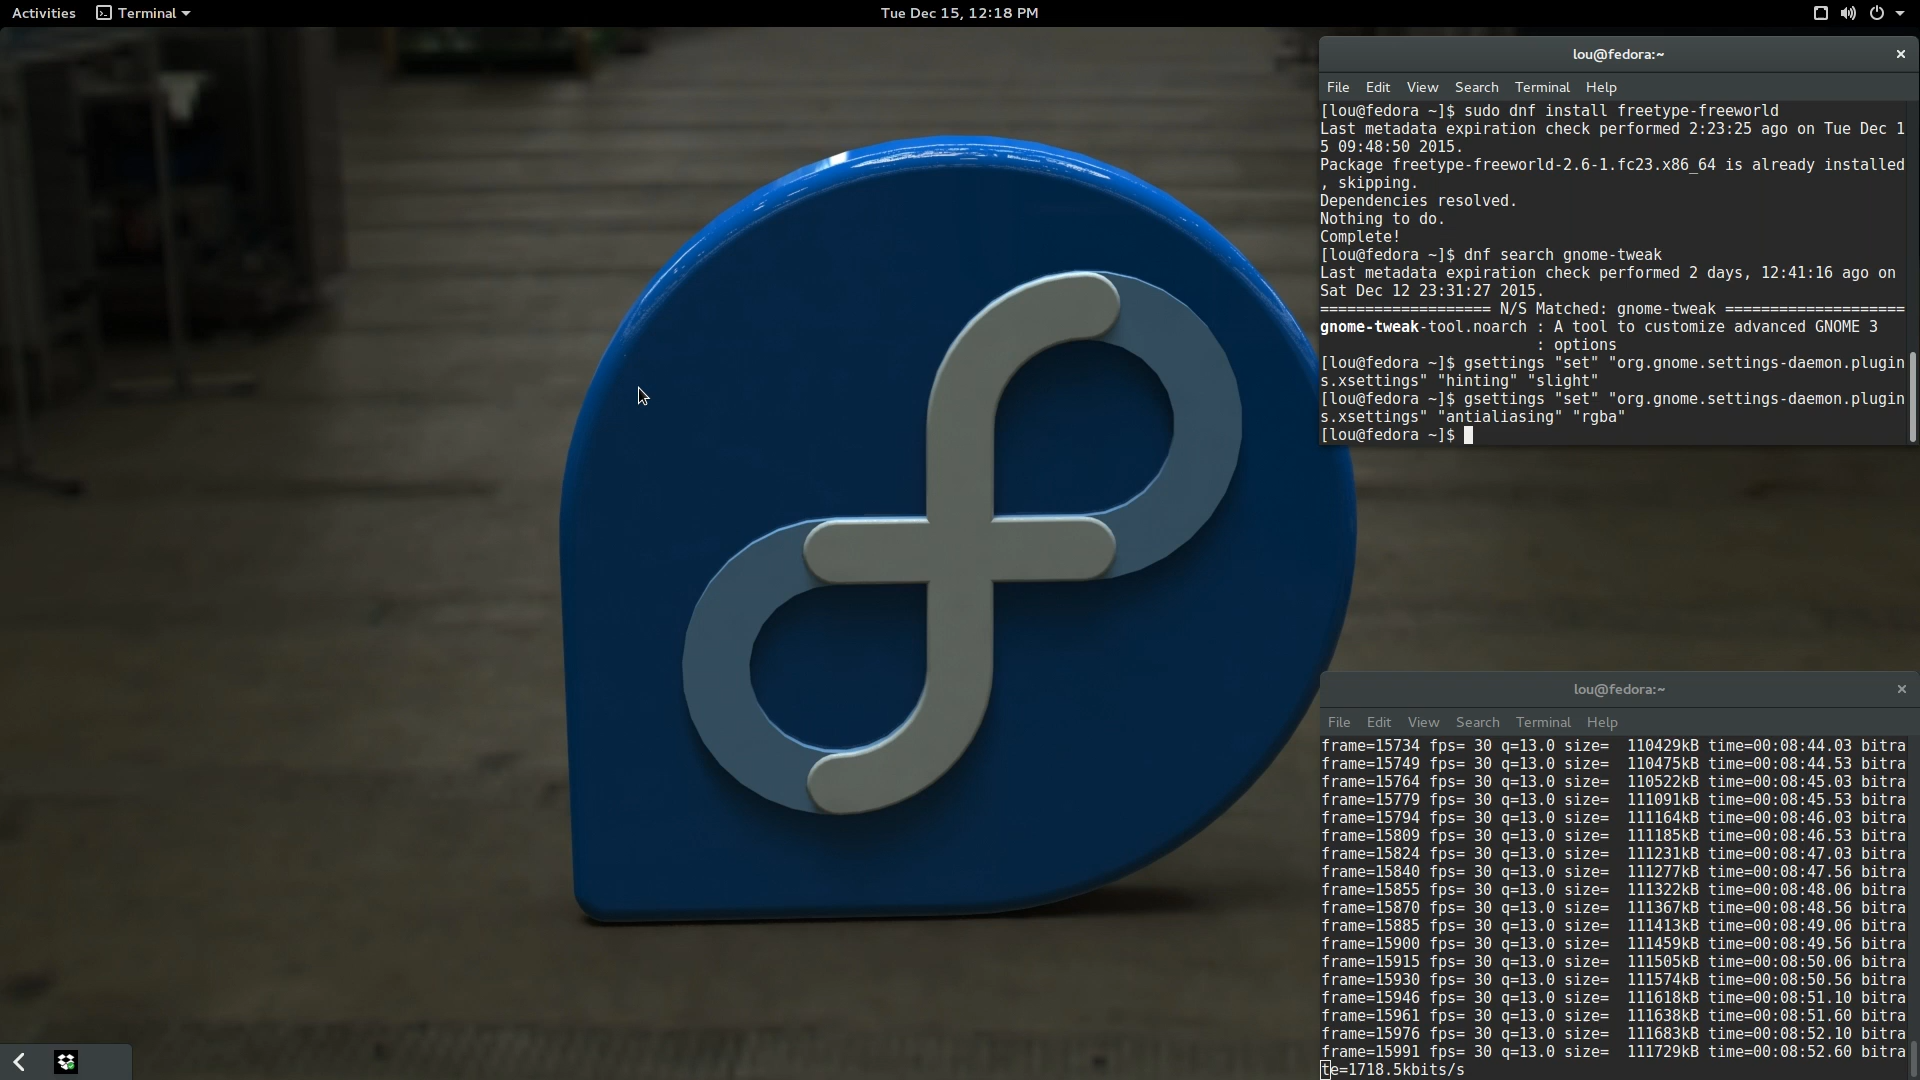 Activities Terminal Tue Dec 15, 12:18 PM
lou@fedora:~
File Edit View Search Terminal Help
[lou@fedora ~]$ sudo dnf install freetype-freeworld
Last metadata expiration check performed 2:23:25 ago on Tue Dec 1
5 09:48:50 2015.
Package freetype-freeworld-2.6-1.fc23.x86_64 is already installed
, skipping.
Dependencies resolved.
Nothing to do.
Complete!
[lou@fedora ~]$ dnf search gnome-tweak
Last metadata expiration check performed 2 days, 12:41:16 ago on
Sat Dec 12 23:31:27 2015.
=================== N/S Matched: gnome-tweak ====================
gnome-tweak-tool.noarch : A tool to customize advanced GNOME 3
: options
[lou@fedora ~]$ gsettings "set" "org.gnome.settings-daemon.plugin
s.xsettings" "hinting" "slight"
[lou@fedora ~]$ gsettings "set" "org.gnome.settings-daemon.plugin
s.xsettings" "antialiasing" "rgba"
[lou@fedora ~]$
lou@fedora:~
File Edit View Search Terminal Help
frame=15734 fps= 30 q=13.0 size=  110429kB time=00:08:44.03 bitra
frame=15749 fps= 30 q=13.0 size=  110475kB time=00:08:44.53 bitra
frame=15764 fps= 30 q=13.0 size=  110522kB time=00:08:45.03 bitra
frame=15779 fps= 30 q=13.0 size=  111091kB time=00:08:45.53 bitra
frame=15794 fps= 30 q=13.0 size=  111164kB time=00:08:46.03 bitra
frame=15809 fps= 30 q=13.0 size=  111185kB time=00:08:46.53 bitra
frame=15824 fps= 30 q=13.0 size=  111231kB time=00:08:47.03 bitra
frame=15840 fps= 30 q=13.0 size=  111277kB time=00:08:47.56 bitra
frame=15855 fps= 30 q=13.0 size=  111322kB time=00:08:48.06 bitra
frame=15870 fps= 30 q=13.0 size=  111367kB time=00:08:48.56 bitra
frame=15885 fps= 30 q=13.0 size=  111413kB time=00:08:49.06 bitra
frame=15900 fps= 30 q=13.0 size=  111459kB time=00:08:49.56 bitra
frame=15915 fps= 30 q=13.0 size=  111505kB time=00:08:50.06 bitra
frame=15930 fps= 30 q=13.0 size=  111574kB time=00:08:50.56 bitra
frame=15946 fps= 30 q=13.0 size=  111618kB time=00:08:51.10 bitra
frame=15961 fps= 30 q=13.0 size=  111638kB time=00:08:51.60 bitra
frame=15976 fps= 30 q=13.0 size=  111683kB time=00:08:52.10 bitra
frame=15991 fps= 30 q=13.0 size=  111729kB time=00:08:52.60 bitra
te=1718.5kbits/s